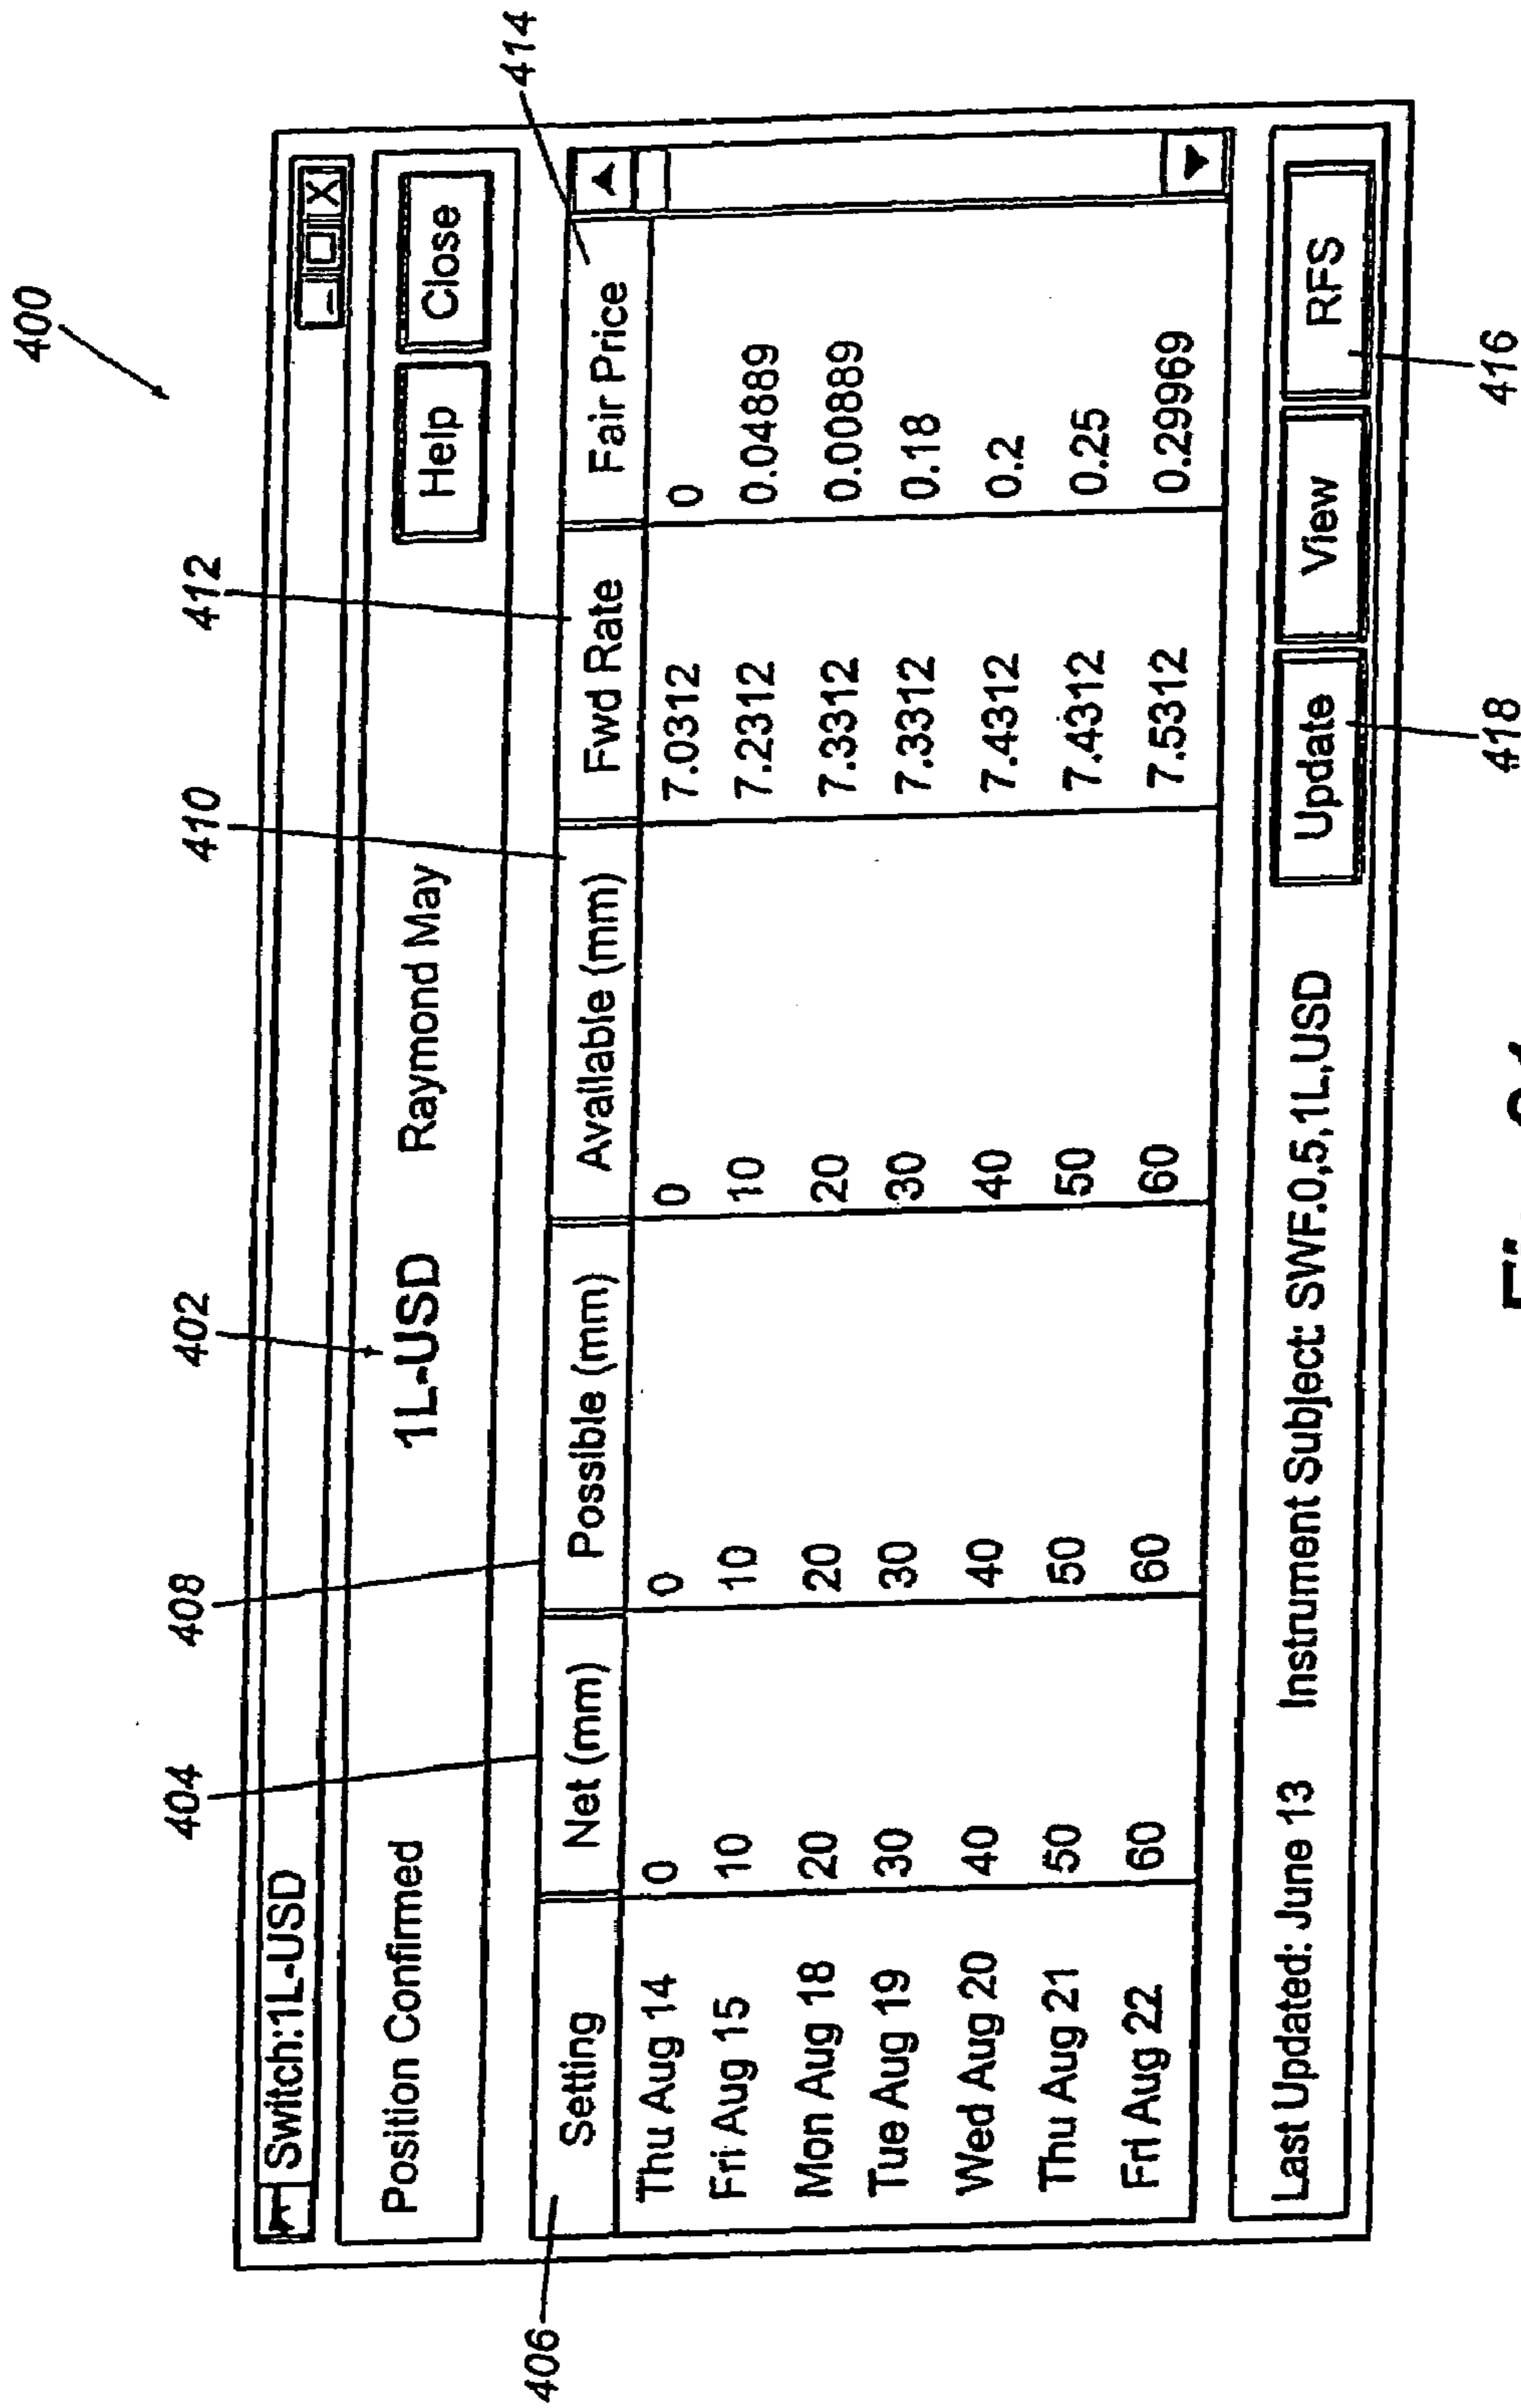 400
Switch:1L-USD
Position Confirmed 1L-USD Raymond May Help Close
402
404 408 410 412 414
406
Setting Net (mm) Possible (mm) Available (mm) Fwd Rate Fair Price
Thu Aug 14 0 0 0 7.0312 0
Fri Aug 15 10 10 10 7.2312 0.04889
Mon Aug 18 20 20 20 7.3312 0.00889
Tue Aug 19 30 30 30 7.3312 0.18
Wed Aug 20 40 40 40 7.4312 0.2
Thu Aug 21 50 50 50 7.4312 0.25
Fri Aug 22 60 60 60 7.5312 0.29969
Last Updated: June 13 Instrument Subject: SWF.0,5,1L,USD Update View RFS
418 416